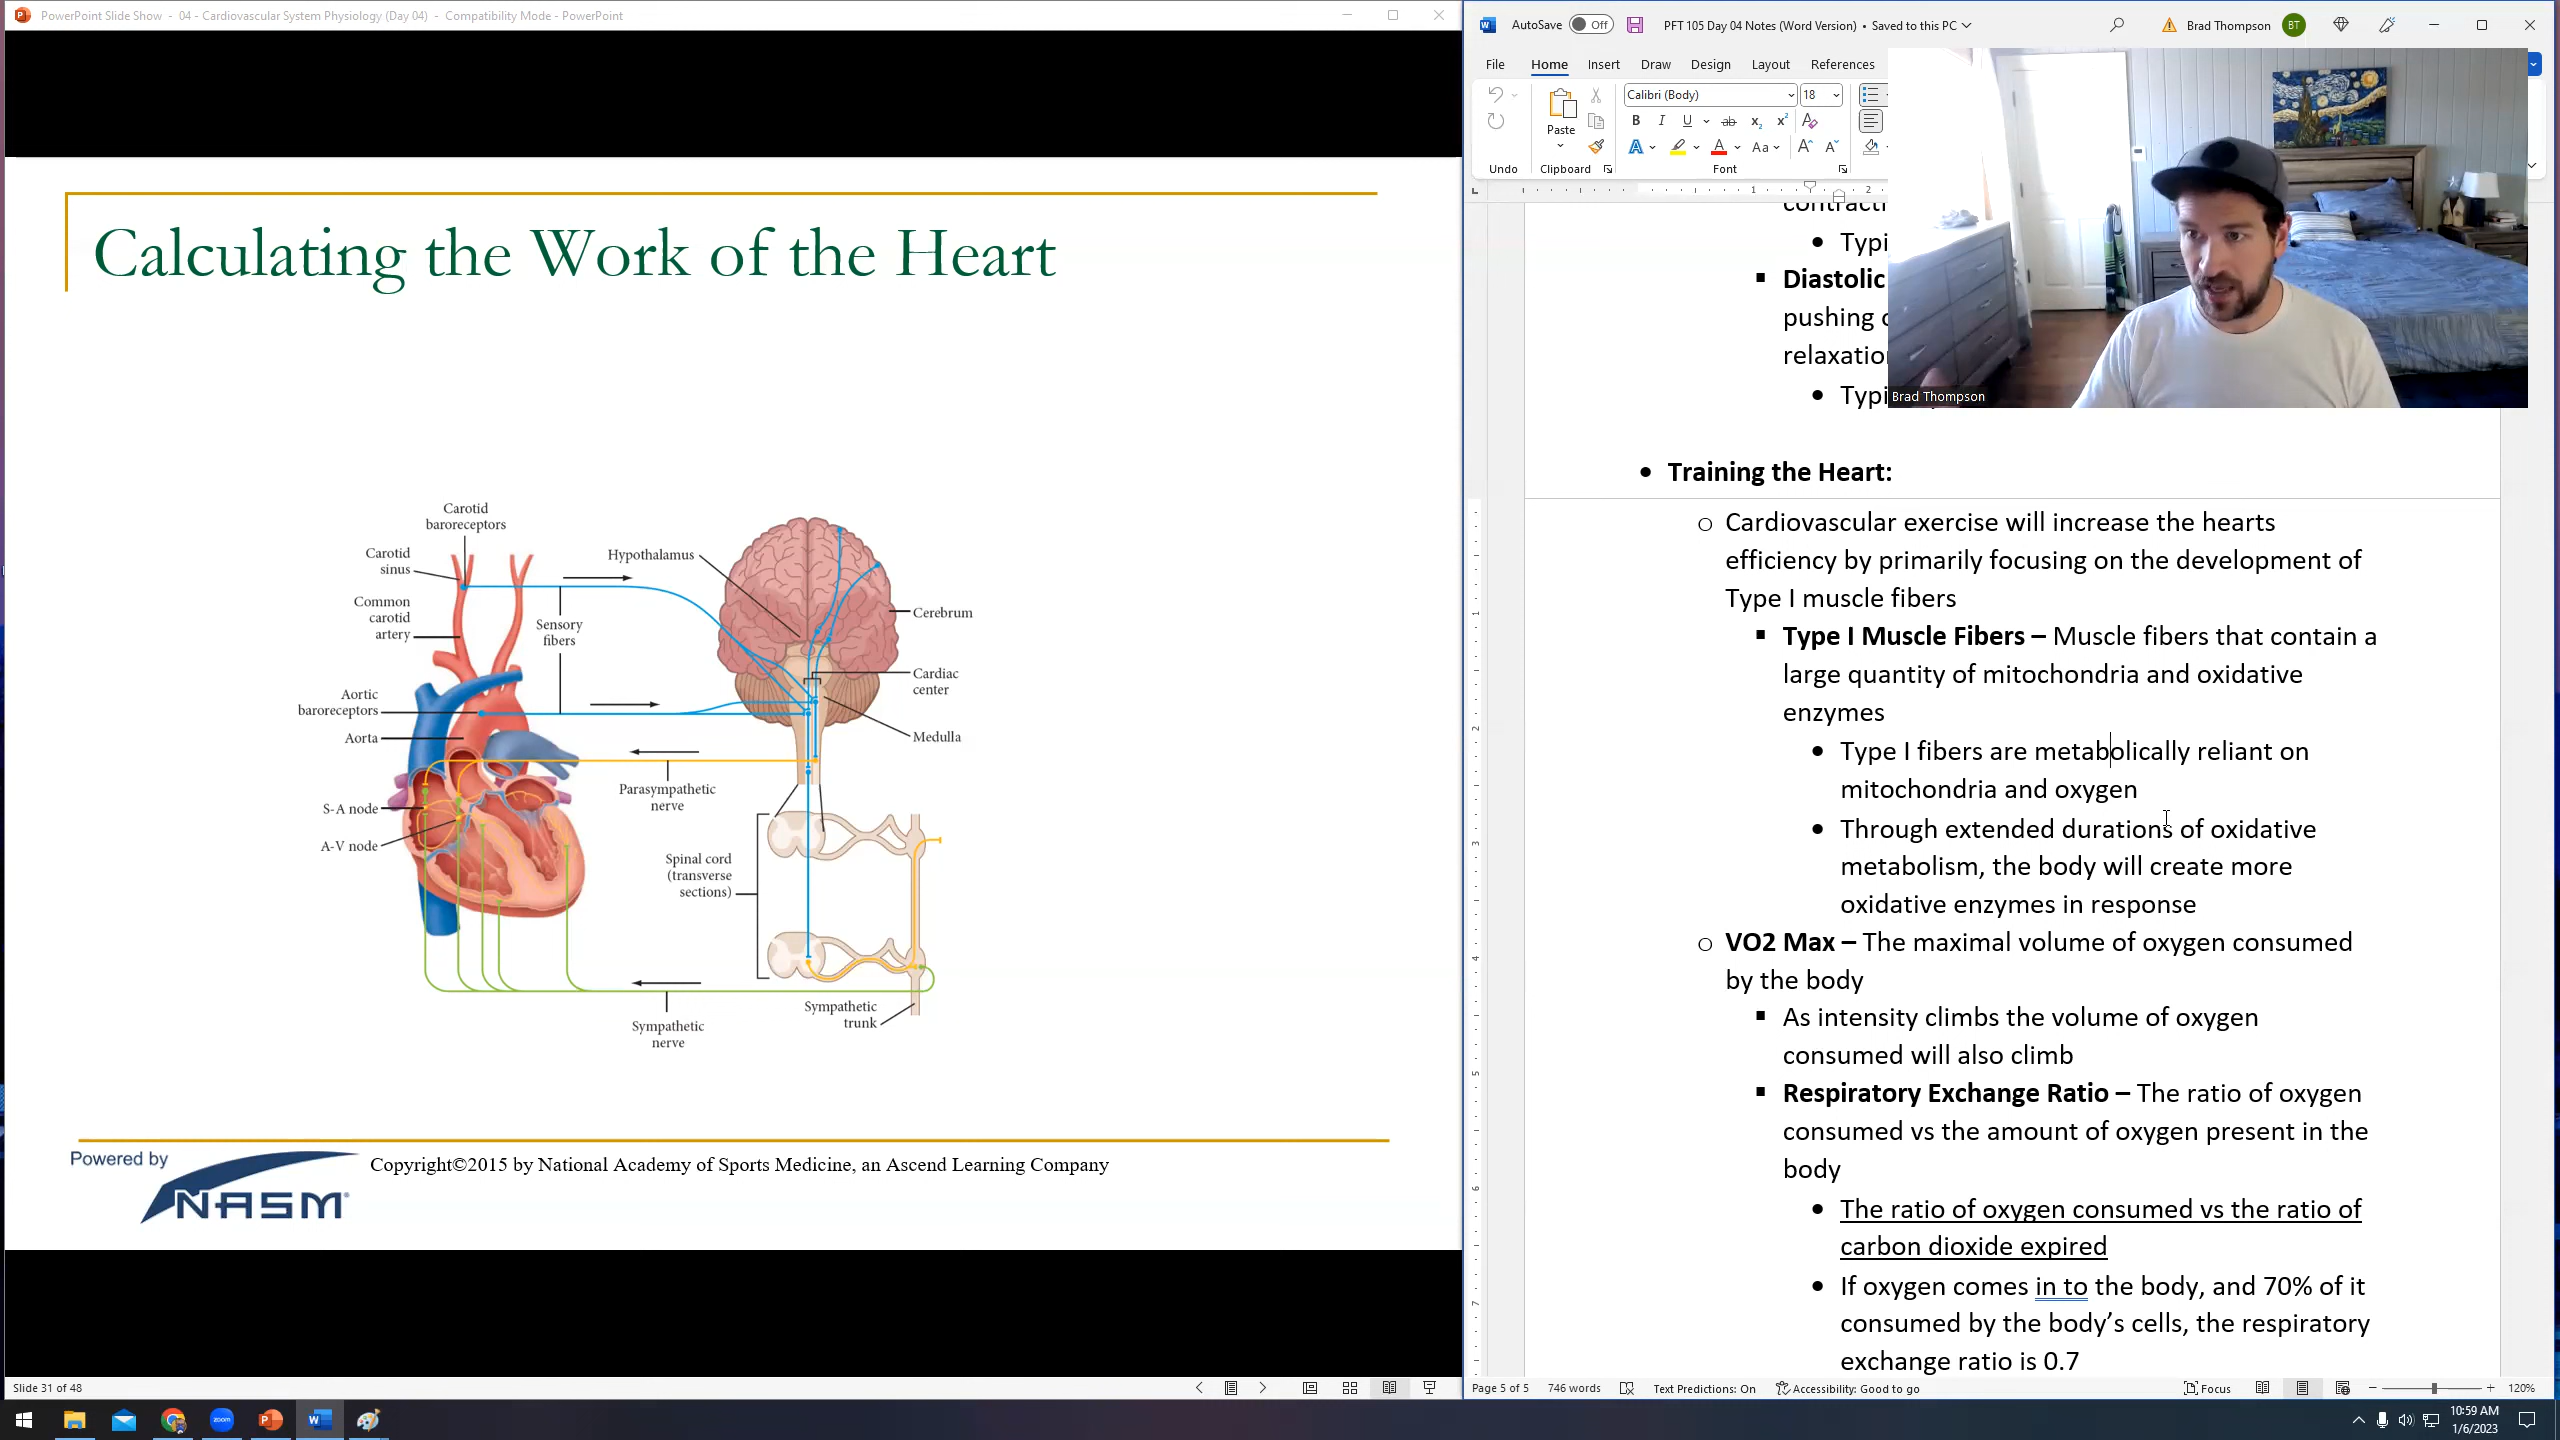 PowerPoint Slide Show - 04 - Cardiovascular System Physiology (Day 04) - Compatibility Mode - PowerPoint
Calculating the Work of the Heart
Carotid
baroreceptors
Carotid
sinus
Common
carotid
artery
Sensory
fibers
Hypothalamus
Cerebrum
Cardiac
center
Medulla
Aortic
baroreceptors
Aorta
Parasympathetic
nerve
S-A node
A-V node
Spinal cord
(transverse
sections)
Sympathetic
trunk
Sympathetic
nerve
Powered by
NASM
Copyright©2015 by National Academy of Sports Medicine, an Ascend Learning Company
Slide 31 of 48
AutoSave Off PFT 105 Day 04 Notes (Word Version) • Saved to this PC Brad Thompson BT
File Home Insert Draw Design Layout References
Calibri (Body) 18
Paste
Undo Clipboard Font
Brad Thompson
• Typi
▪ Diastolic
pushing
relaxation
• Typi
• Training the Heart:
o Cardiovascular exercise will increase the hearts
efficiency by primarily focusing on the development of
Type I muscle fibers
▪ Type I Muscle Fibers – Muscle fibers that contain a
large quantity of mitochondria and oxidative
enzymes
• Type I fibers are metabolically reliant on
mitochondria and oxygen
• Through extended durations of oxidative
metabolism, the body will create more
oxidative enzymes in response
o VO2 Max – The maximal volume of oxygen consumed
by the body
▪ As intensity climbs the volume of oxygen
consumed will also climb
▪ Respiratory Exchange Ratio – The ratio of oxygen
consumed vs the amount of oxygen present in the
body
• The ratio of oxygen consumed vs the ratio of
carbon dioxide expired
• If oxygen comes in to the body, and 70% of it
consumed by the body’s cells, the respiratory
exchange ratio is 0.7
Page 5 of 5 746 words Text Predictions: On Accessibility: Good to go Focus 120%
zoom
10:59 AM
1/6/2023